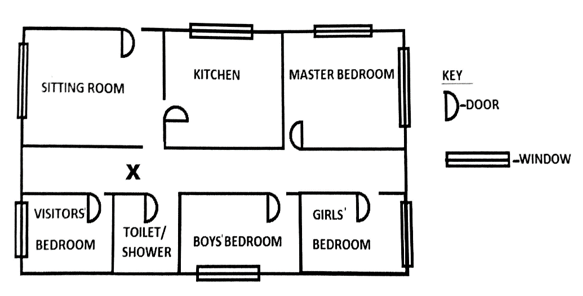 SITTING ROOM
KITCHEN
MASTER BEDROOM
KEY
-DOOR
-WINDOW
X
VISITORS'
BEDROOM
TOILET/
SHOWER
BOYS' BEDROOM
GIRLS'
BEDROOM